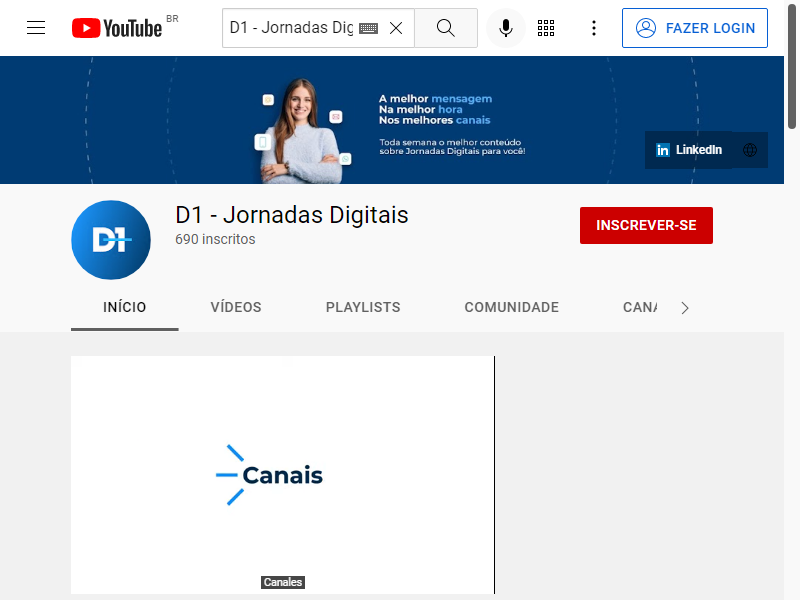 YouTube BR
D1 - Jornadas Dig
FAZER LOGIN
A melhor mensagem
Na melhor hora
Nos melhores canais
Toda semana o melhor conteúdo
sobre Jornadas Digitais para você!
in LinkedIn
D1
D1 - Jornadas Digitais
690 inscritos
INSCREVER-SE
INÍCIO
VÍDEOS
PLAYLISTS
COMUNIDADE
CANA
Canais
Canales